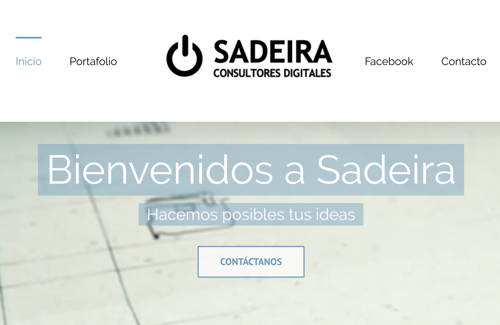 Inicio
Portafolio
SADEIRA
CONSULTORES DIGITALES
Facebook
Contacto
Bienvenidos a Sadeira
Hacemos posibles tus ideas
CONTÁCTANOS